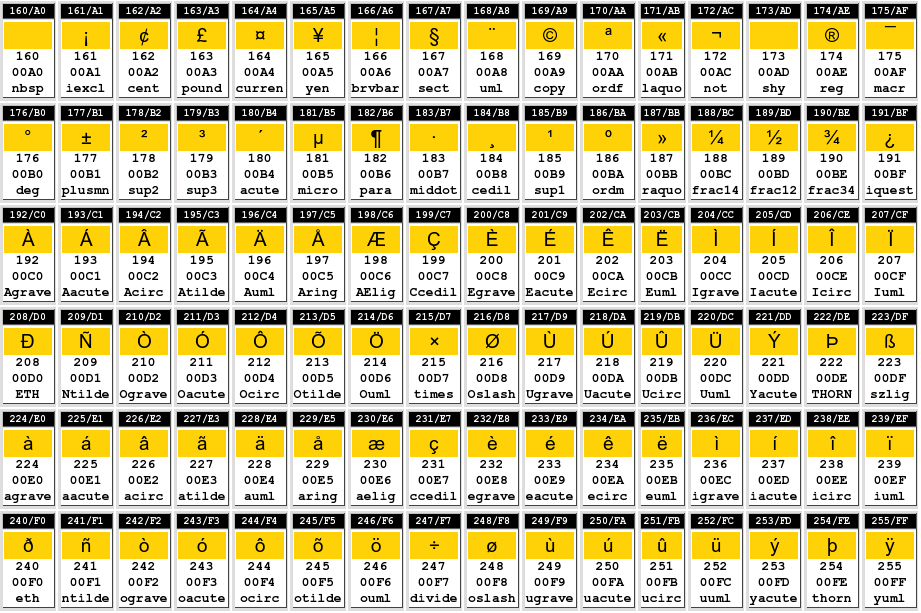 160/A0 161/A1 162/A2 163/A3 164/A4 165/A5 166/A6 167/A7 168/A8 169/A9 170/AA 171/AB 172/AC 173/AD 174/AE 175/AF
¡ ¢ £ ¤ ¥ ¦ § ¨ © ª « ¬ ® ¯
160 161 162 163 164 165 166 167 168 169 170 171 172 173 174 175
00A0 00A1 00A2 00A3 00A4 00A5 00A6 00A7 00A8 00A9 00AA 00AB 00AC 00AD 00AE 00AF
nbsp iexcl cent pound curren yen brvbar sect uml copy ordf laquo not shy reg macr
176/B0 177/B1 178/B2 179/B3 180/B4 181/B5 182/B6 183/B7 184/B8 185/B9 186/BA 187/BB 188/BC 189/BD 190/BE 191/BF
° ± ² ³ ´ µ ¶ · ¸ ¹ º » ¼ ½ ¾ ¿
176 177 178 179 180 181 182 183 184 185 186 187 188 189 190 191
00B0 00B1 00B2 00B3 00B4 00B5 00B6 00B7 00B8 00B9 00BA 00BB 00BC 00BD 00BE 00BF
deg plusmn sup2 sup3 acute micro para middot cedil sup1 ordm raquo frac14 frac12 frac34 iquest
192/C0 193/C1 194/C2 195/C3 196/C4 197/C5 198/C6 199/C7 200/C8 201/C9 202/CA 203/CB 204/CC 205/CD 206/CE 207/CF
À Á Â Ã Ä Å Æ Ç È É Ê Ë Ì Í Î Ï
192 193 194 195 196 197 198 199 200 201 202 203 204 205 206 207
00C0 00C1 00C2 00C3 00C4 00C5 00C6 00C7 00C8 00C9 00CA 00CB 00CC 00CD 00CE 00CF
Agrave Aacute Acirc Atilde Auml Aring AElig Ccedil Egrave Eacute Ecirc Euml Igrave Iacute Icirc Iuml
208/D0 209/D1 210/D2 211/D3 212/D4 213/D5 214/D6 215/D7 216/D8 217/D9 218/DA 219/DB 220/DC 221/DD 222/DE 223/DF
Ð Ñ Ò Ó Ô Õ Ö × Ø Ù Ú Û Ü Ý Þ ß
208 209 210 211 212 213 214 215 216 217 218 219 220 221 222 223
00D0 00D1 00D2 00D3 00D4 00D5 00D6 00D7 00D8 00D9 00DA 00DB 00DC 00DD 00DE 00DF
ETH Ntilde Ograve Oacute Ocirc Otilde Ouml times Oslash Ugrave Uacute Ucirc Uuml Yacute THORN szlig
224/E0 225/E1 226/E2 227/E3 228/E4 229/E5 230/E6 231/E7 232/E8 233/E9 234/EA 235/EB 236/EC 237/ED 238/EE 239/EF
à á â ã ä å æ ç è é ê ë ì í î ï
224 225 226 227 228 229 230 231 232 233 234 235 236 237 238 239
00E0 00E1 00E2 00E3 00E4 00E5 00E6 00E7 00E8 00E9 00EA 00EB 00EC 00ED 00EE 00EF
agrave aacute acirc atilde auml aring aelig ccedil egrave eacute ecirc euml igrave iacute icirc iuml
240/F0 241/F1 242/F2 243/F3 244/F4 245/F5 246/F6 247/F7 248/F8 249/F9 250/FA 251/FB 252/FC 253/FD 254/FE 255/FF
ð ñ ò ó ô õ ö ÷ ø ù ú û ü ý þ ÿ
240 241 242 243 244 245 246 247 248 249 250 251 252 253 254 255
00F0 00F1 00F2 00F3 00F4 00F5 00F6 00F7 00F8 00F9 00FA 00FB 00FC 00FD 00FE 00FF
eth ntilde ograve oacute ocirc otilde ouml divide oslash ugrave uacute ucirc uuml yacute thorn yuml